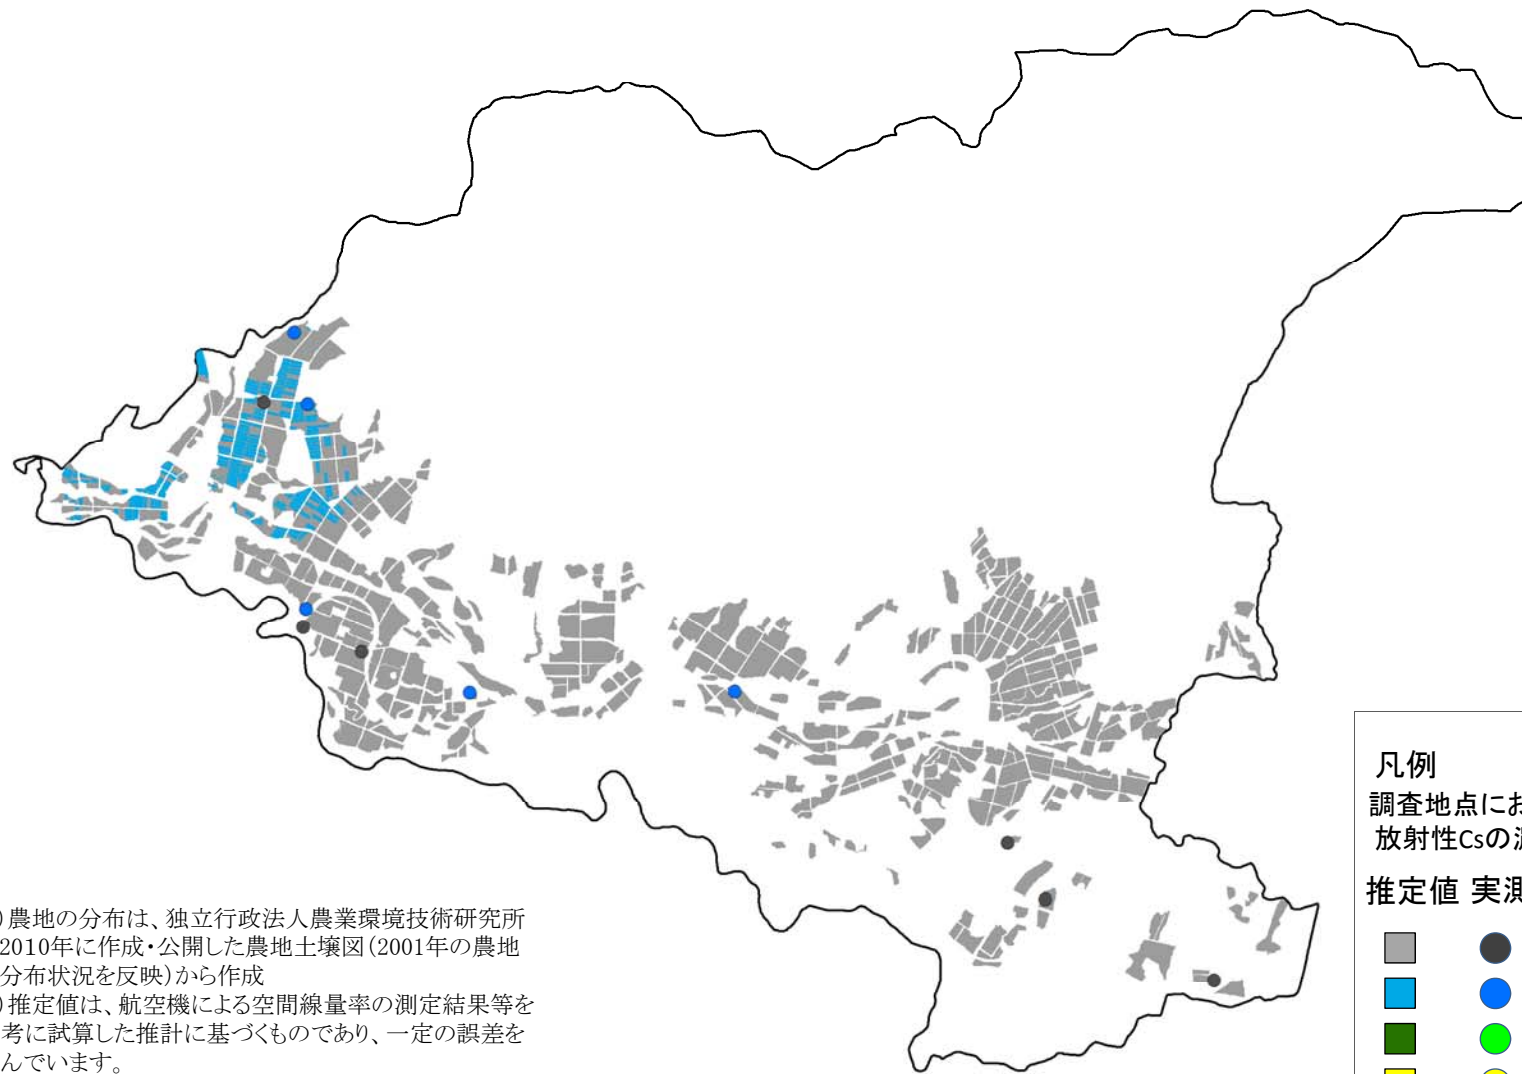 )農地の分布は、独立行政法人農業環境技術研究所
2010年に作成・公開した農地土壌図(2001年の農地
分布状況を反映)から作成
)推定値は、航空機による空間線量率の測定結果等を
考に試算した推計に基づくものであり、一定の誤差を
んでいます。
凡例
調査地点にお
放射性Csの
推定値 実測